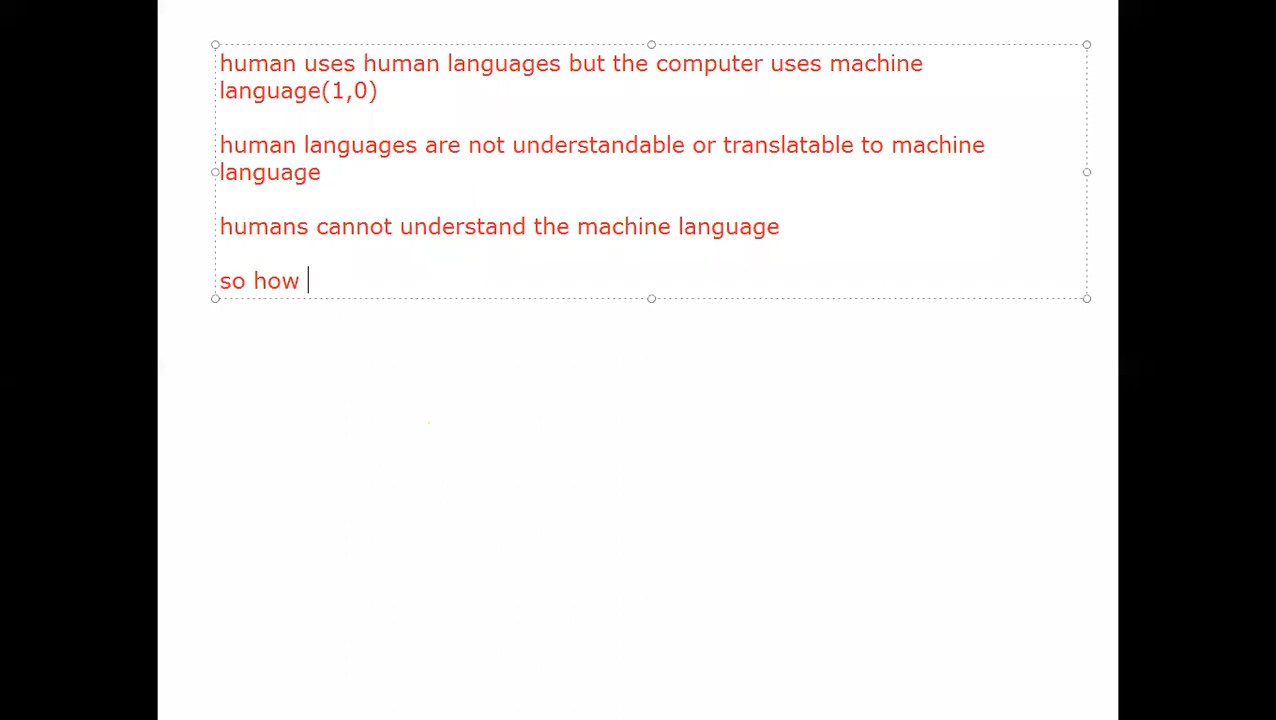 human uses human languages but the computer uses machine
language(1,0)
human languages are not understandable or translatable to machine
language
humans cannot understand the machine language
so how